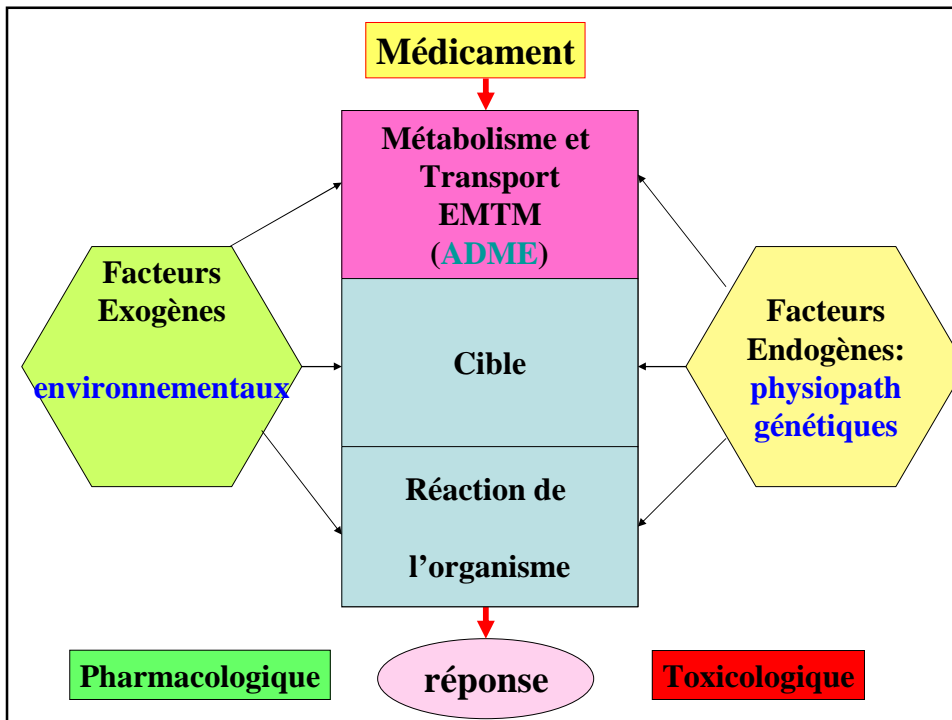 Médicament
Métabolisme et
Transport
EMTM
(ADME)
Facteurs
Exogènes
environnementaux
Cible
Facteurs
Endogènes:
physiopath
génétiques
Réaction de
l’organisme
Pharmacologique
réponse
Toxicologique